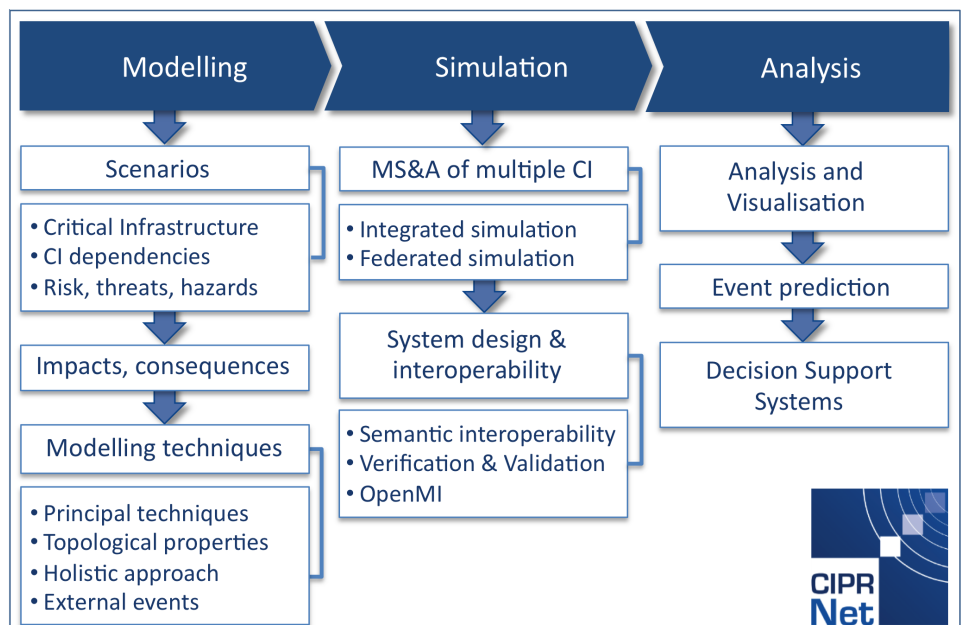 Modelling
Simulation
Analysis
Scenarios
• Critical Infrastructure
• CI dependencies
• Risk, threats, hazards
Impacts, consequences
Modelling techniques
• Principal techniques
• Topological properties
• Holistic approach
• External events
MS&A of multiple CI
• Integrated simulation
• Federated simulation
System design &
interoperability
• Semantic interoperability
• Verification & Validation
• OpenMI
Analysis and
Visualisation
Event prediction
Decision Support
Systems
CIPR
Net